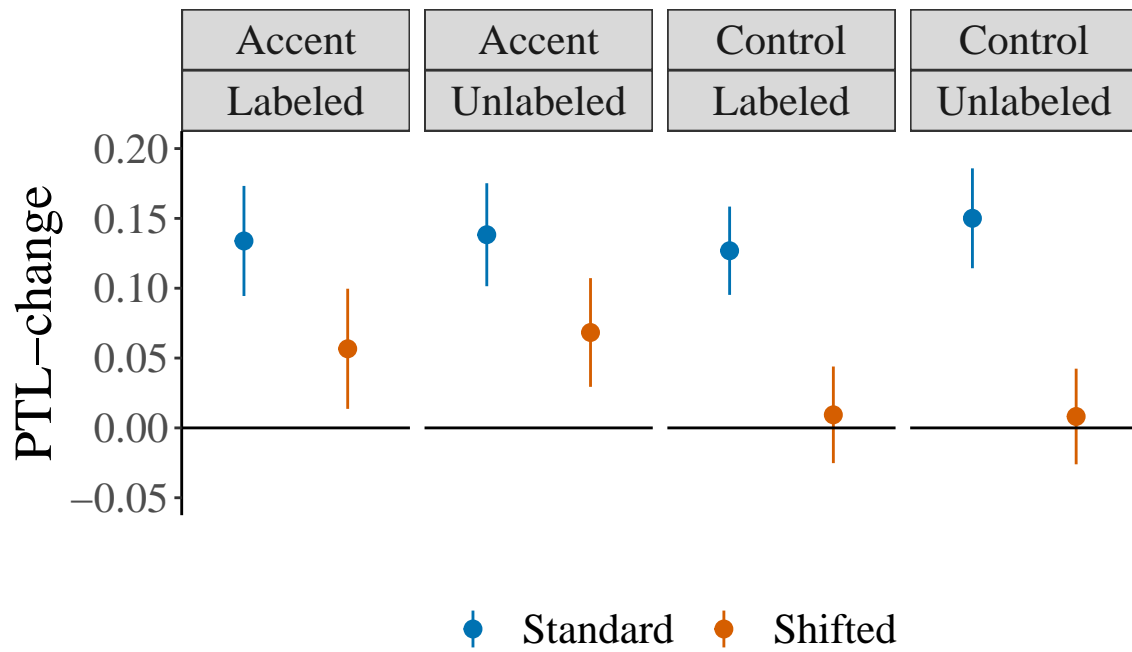 Accent Accent Control Control
Labeled Unlabeled Labeled Unlabeled
0.20
0.15
0.10
0.05
0.00
−0.05
PTL−change
Standard Shifted